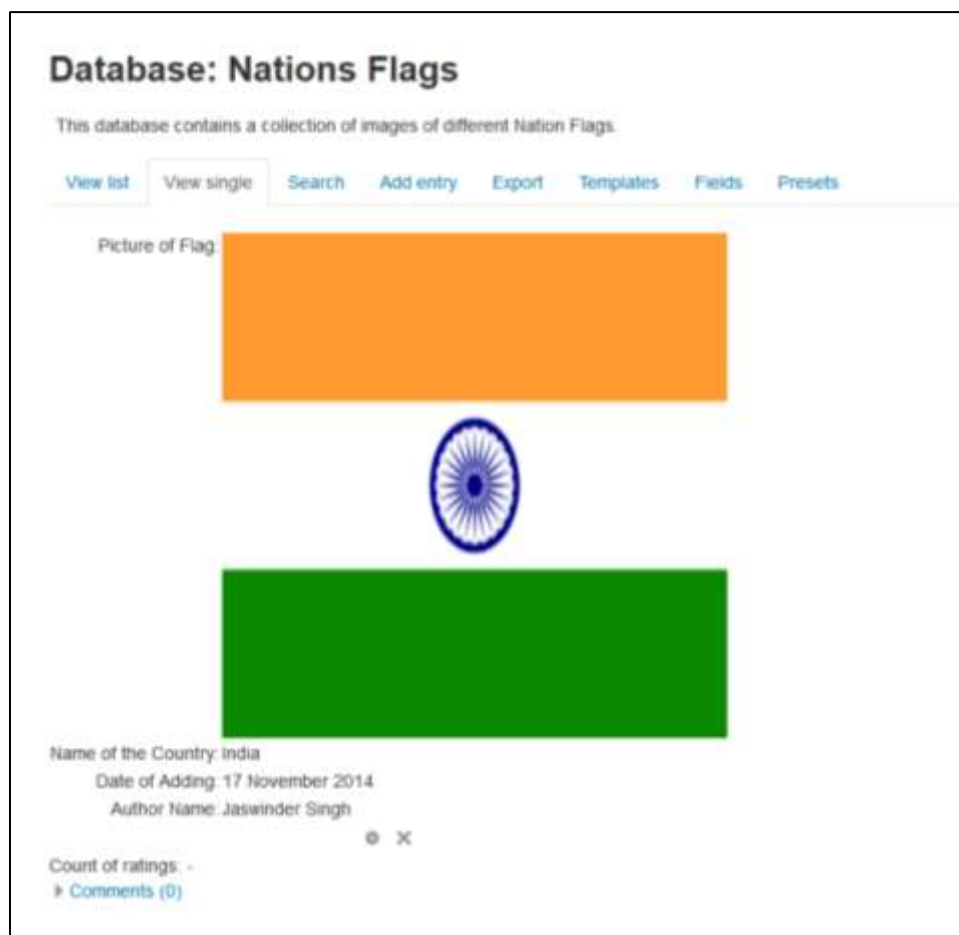 Database: Nations Flags
This database contains a collection of images of different Nation Flags.
View list View single Search Add entry Export Templates Fields Presets
Picture of Flag:
Name of the Country: India
Date of Adding: 17 November 2014
Author Name: Jaswinder Singh
Count of ratings: -
Comments (0)